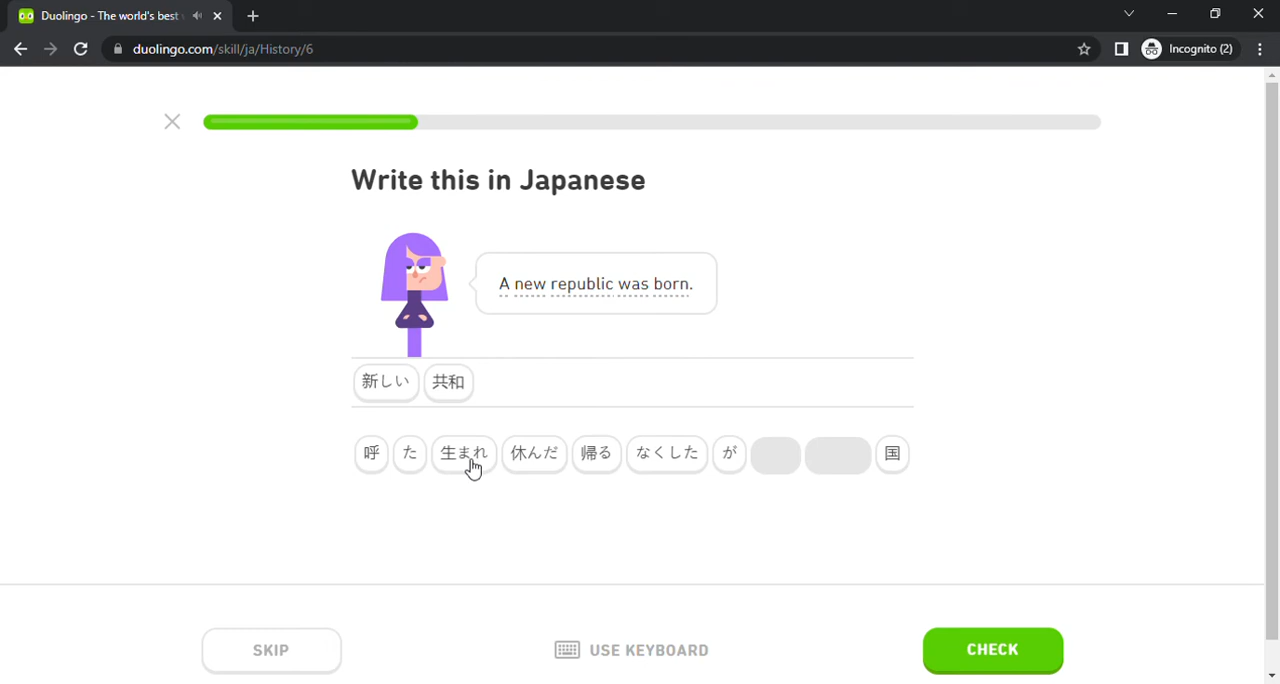 Duolingo - The world's best
duolingo.com/skill/ja/History/6
Incognito (2)
Write this in Japanese
A new republic was born.
新しい 共和
呼 た 生まれ 休んだ 帰る なくした が 国
SKIP USE KEYBOARD CHECK